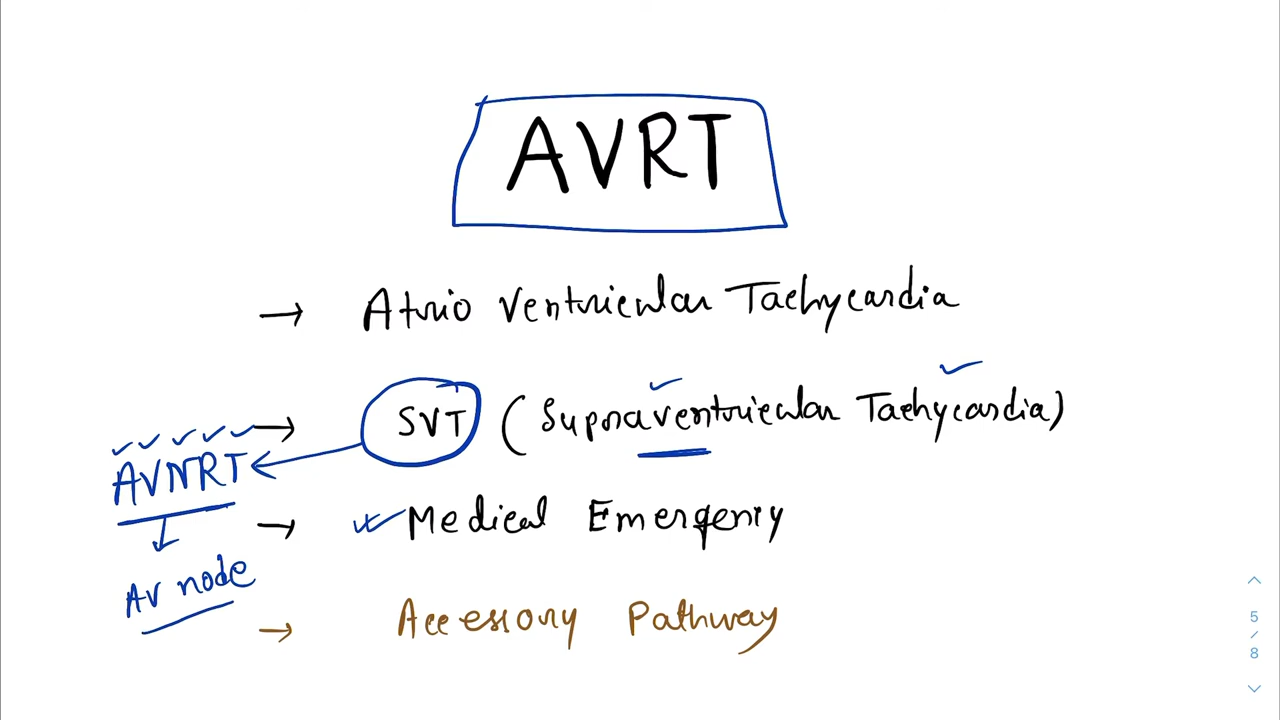 AVRT
→ Atrio Ventricular Tachycardia
→ SVT (Supraventricular Tachycardia)
AVNRT
→ Medical Emergency
AV node
→ Accessory Pathway
5
/
8